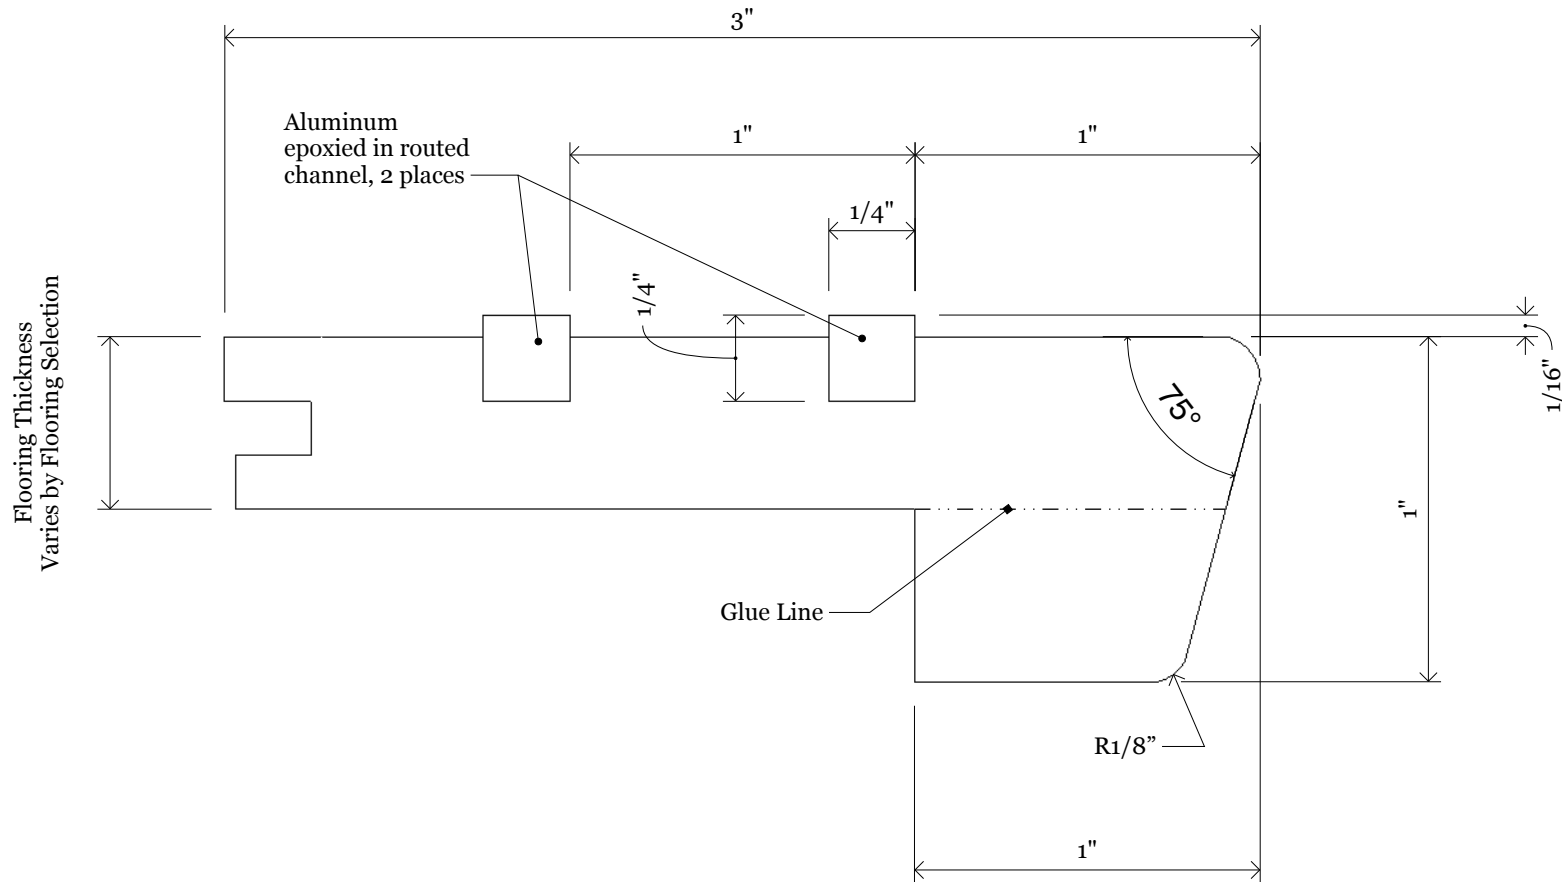 3"
Aluminum
epoxied in routed
channel, 2 places
1"
1"
1/4"
1/4"
1/16"
Flooring Thickness
Varies by Flooring Selection
75°
1"
Glue Line
R1/8”
1"